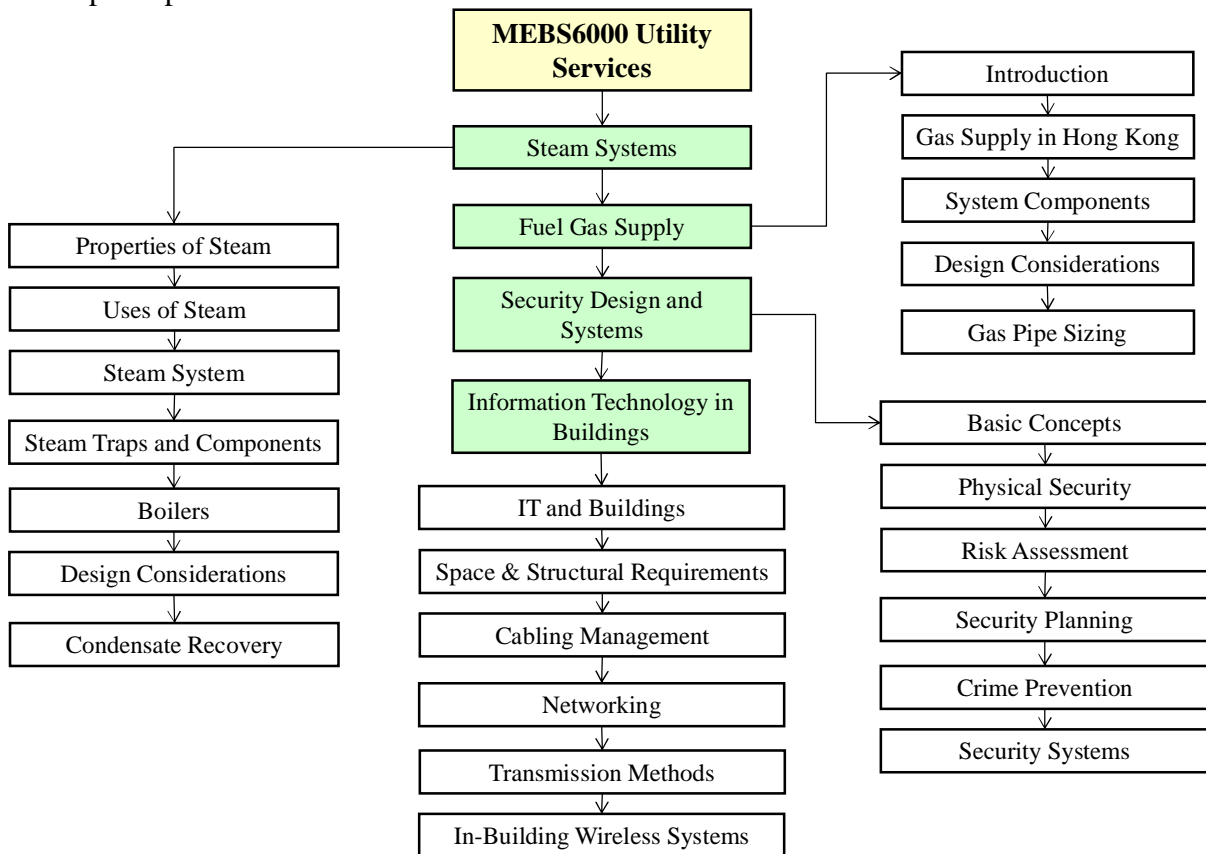 MEBS6000 Utility
Services
Steam Systems
Fuel Gas Supply
Security Design and
Systems
Information Technology in
Buildings
Properties of Steam
Uses of Steam
Steam System
Steam Traps and Components
Boilers
Design Considerations
Condensate Recovery
Introduction
Gas Supply in Hong Kong
System Components
Design Considerations
Gas Pipe Sizing
Basic Concepts
Physical Security
Risk Assessment
Security Planning
Crime Prevention
Security Systems
IT and Buildings
Space & Structural Requirements
Cabling Management
Networking
Transmission Methods
In-Building Wireless Systems